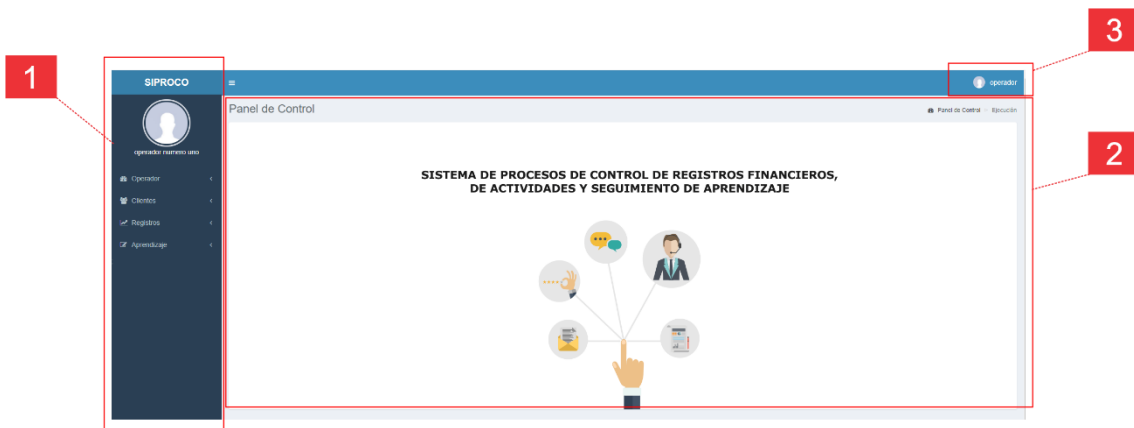 3
1
SIPROCO
operador
Panel de Control
Panel de Control > Ejecución
operador numero uno
2
SISTEMA DE PROCESOS DE CONTROL DE REGISTROS FINANCIEROS,
DE ACTIVIDADES Y SEGUIMIENTO DE APRENDIZAJE
Operador
Clientes
Registros
Aprendizaje